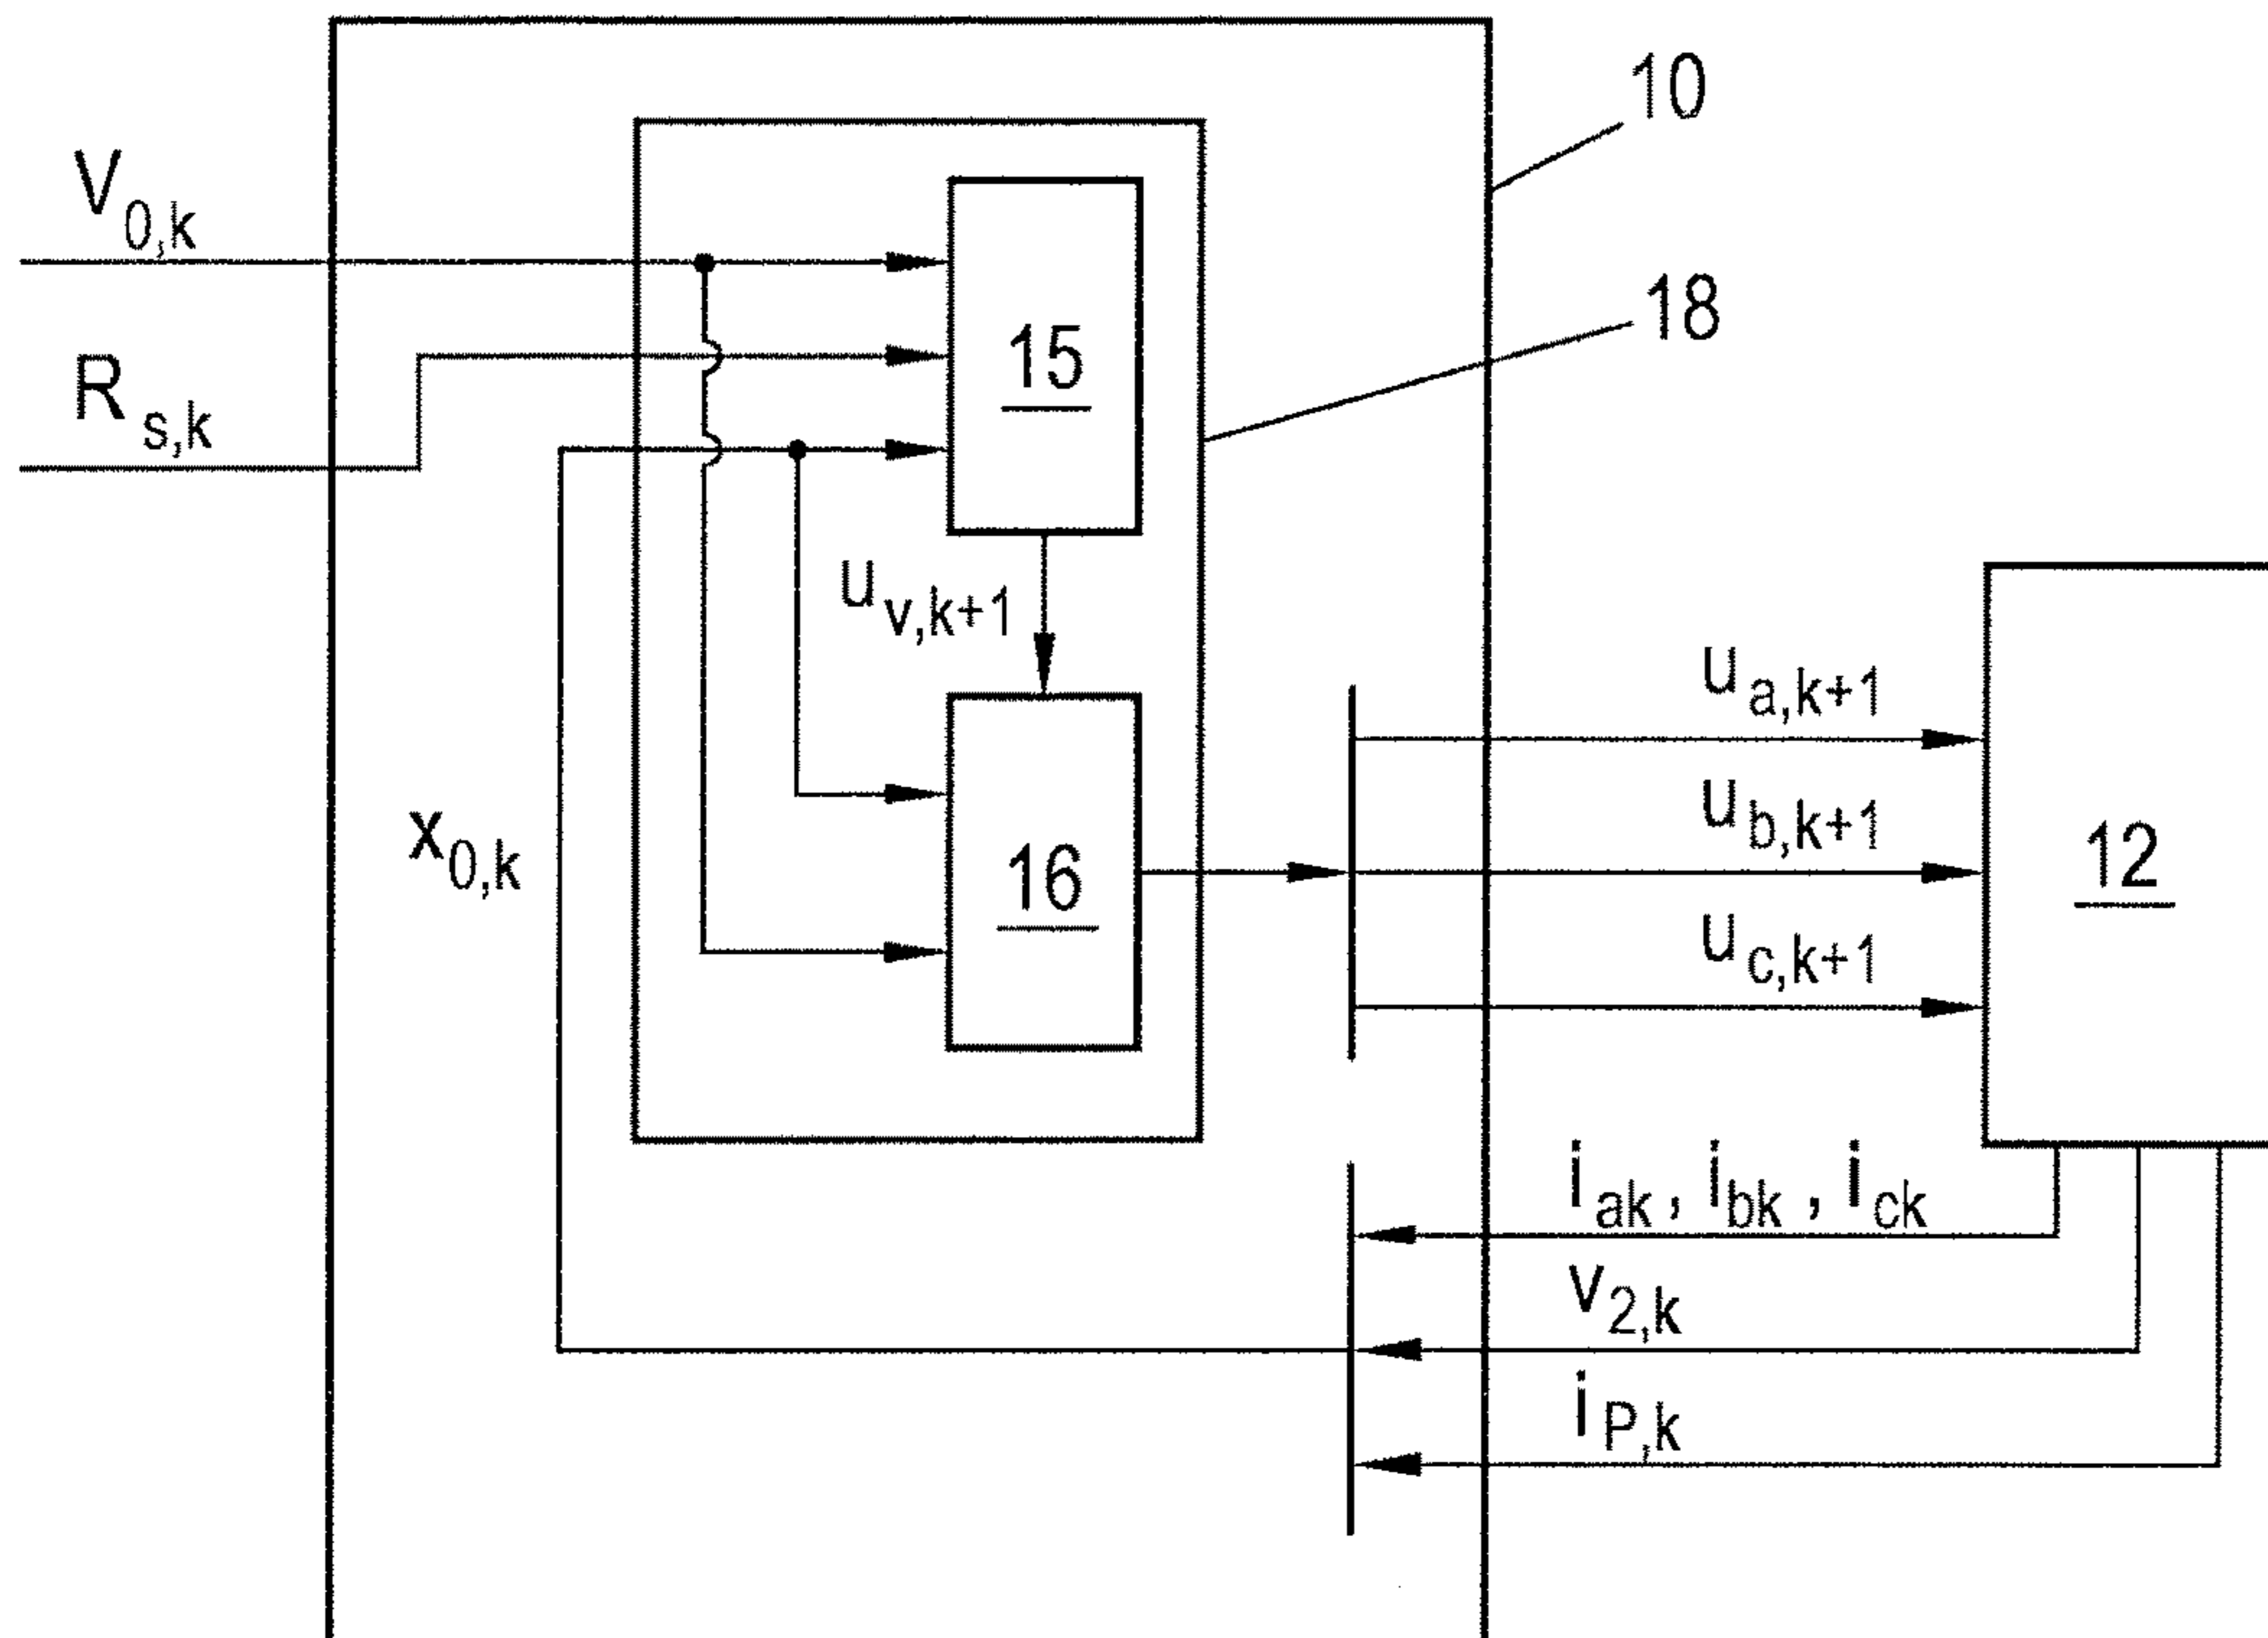 10
V0,k
18
15
Rs,k
uv,k+1
ua,k+1
ub,k+1
x0,k
16
12
uc,k+1
iak, ibk, ick
v2,k
iP,k